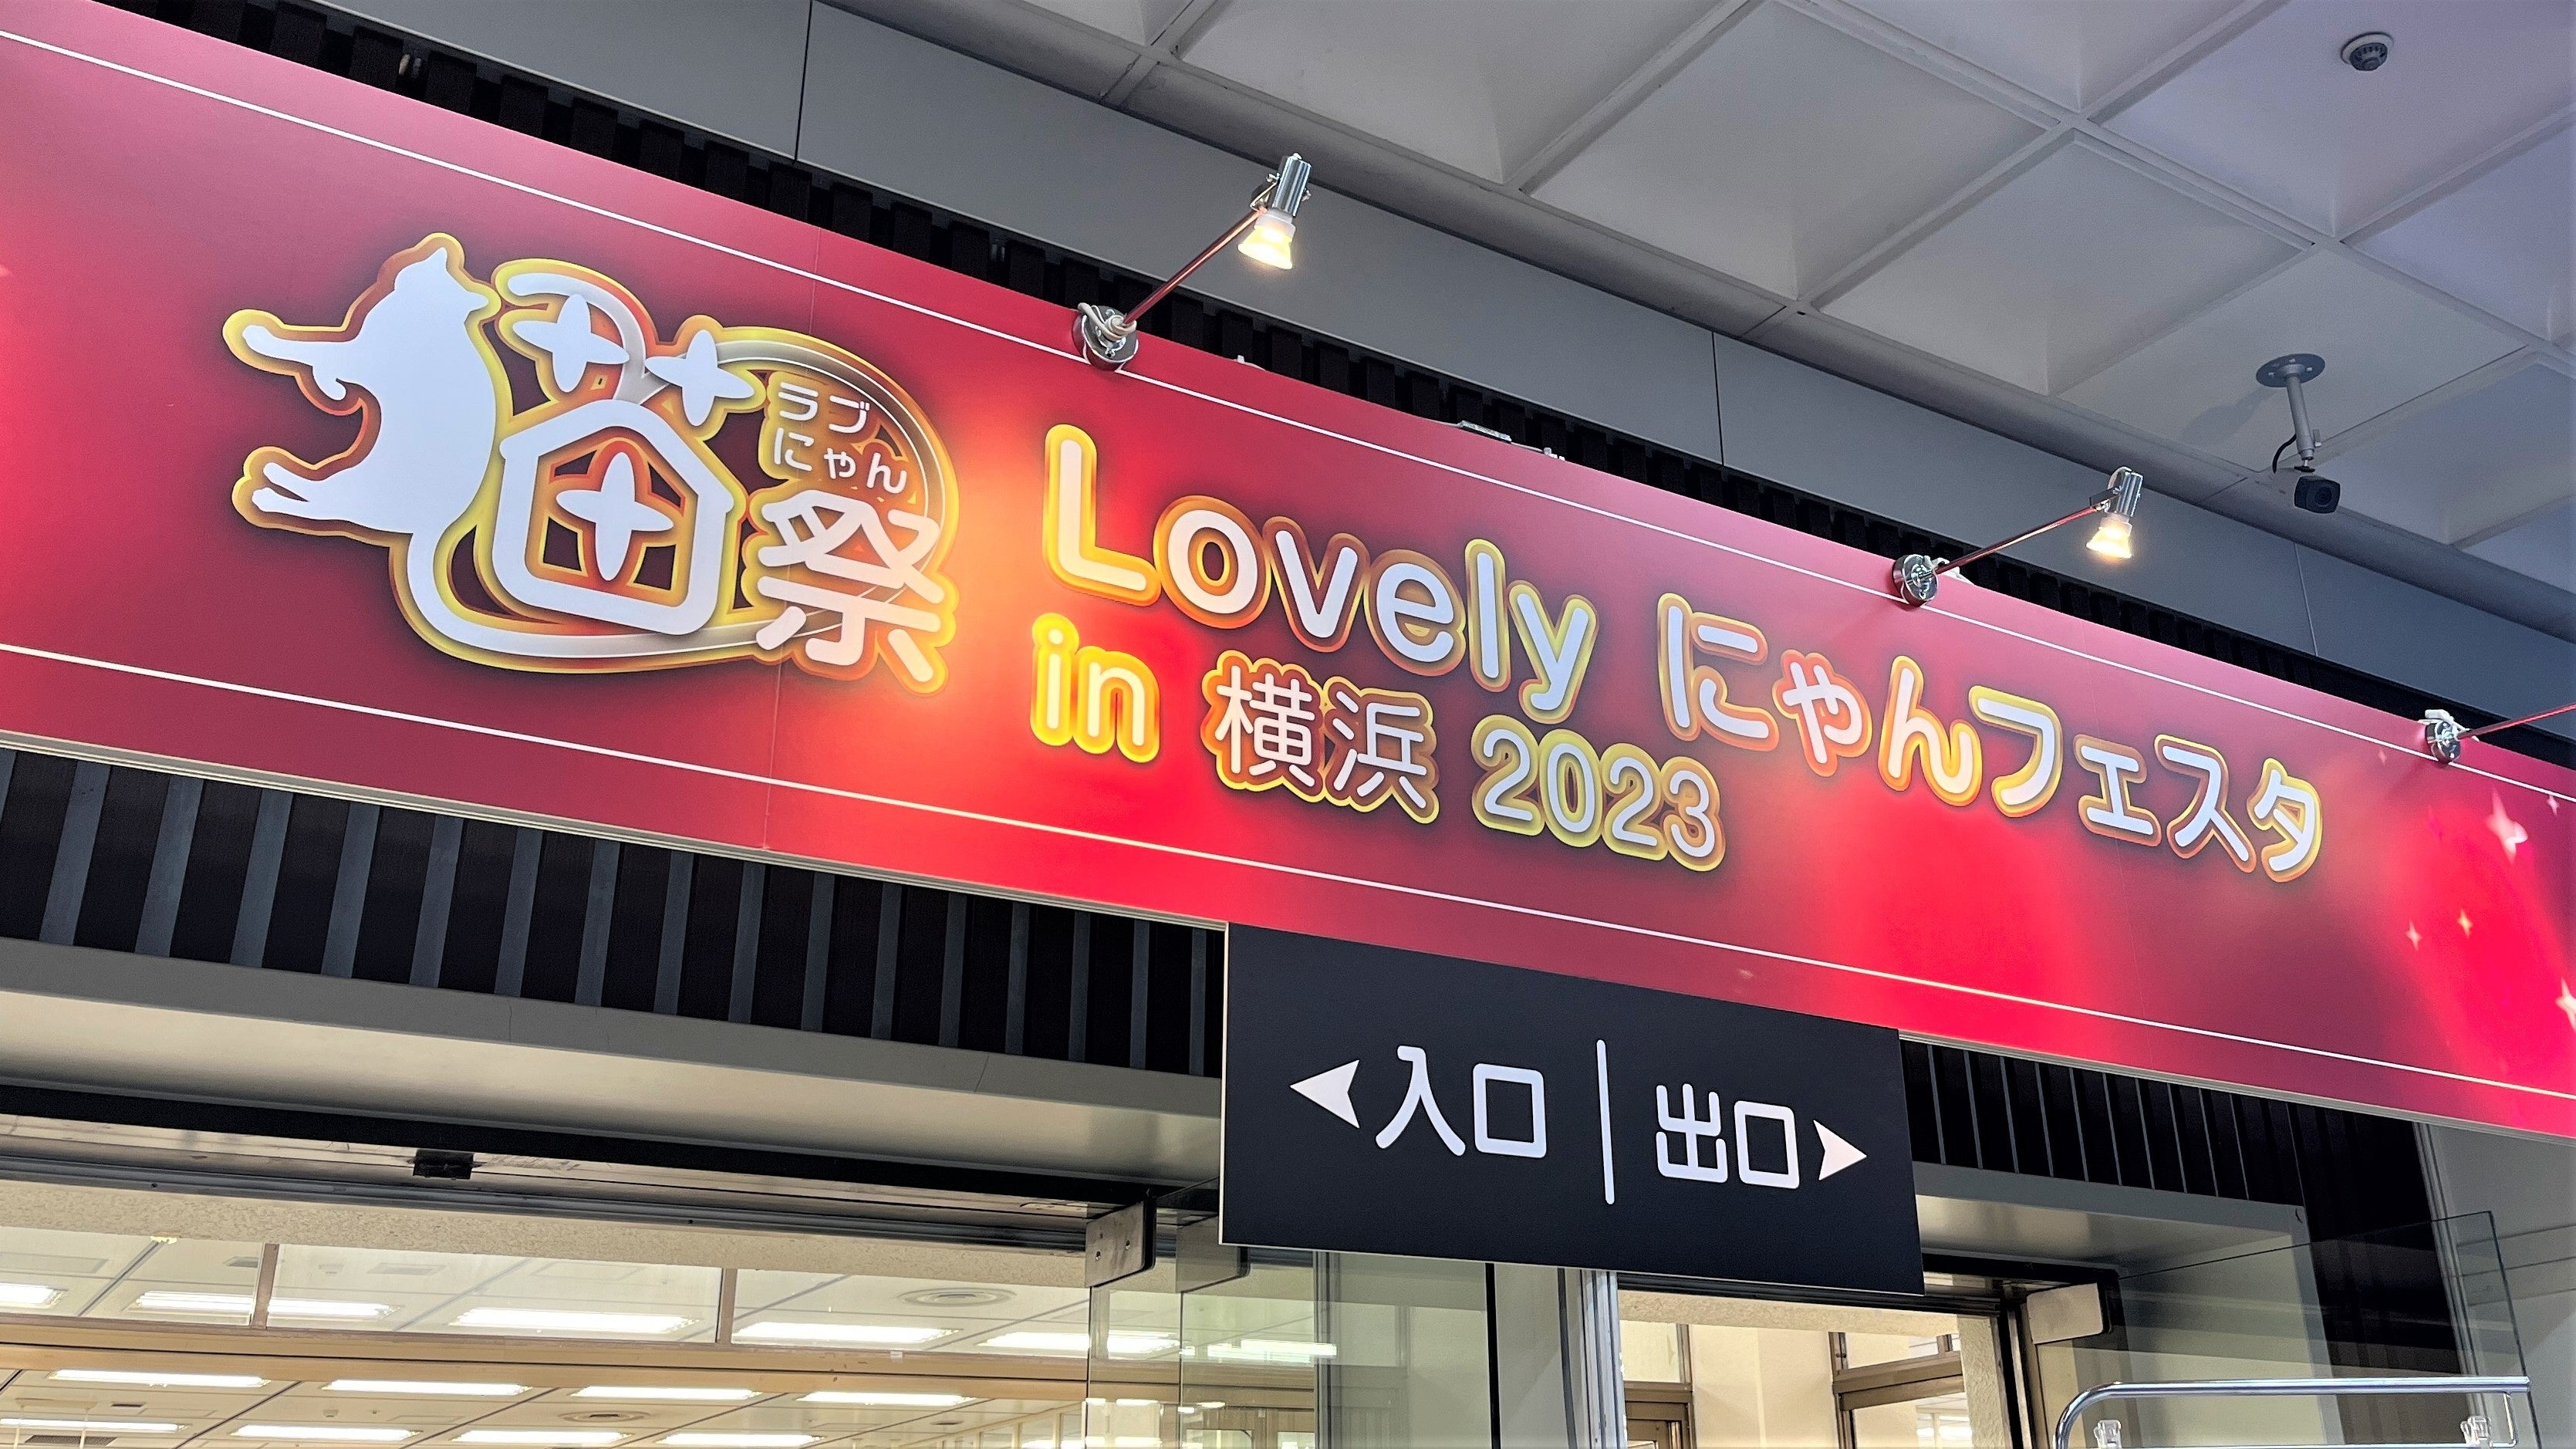 猫
ラブ
にゃん
祭
Lovely にゃんフェスタ
in 横浜 2023
入口 | 出口